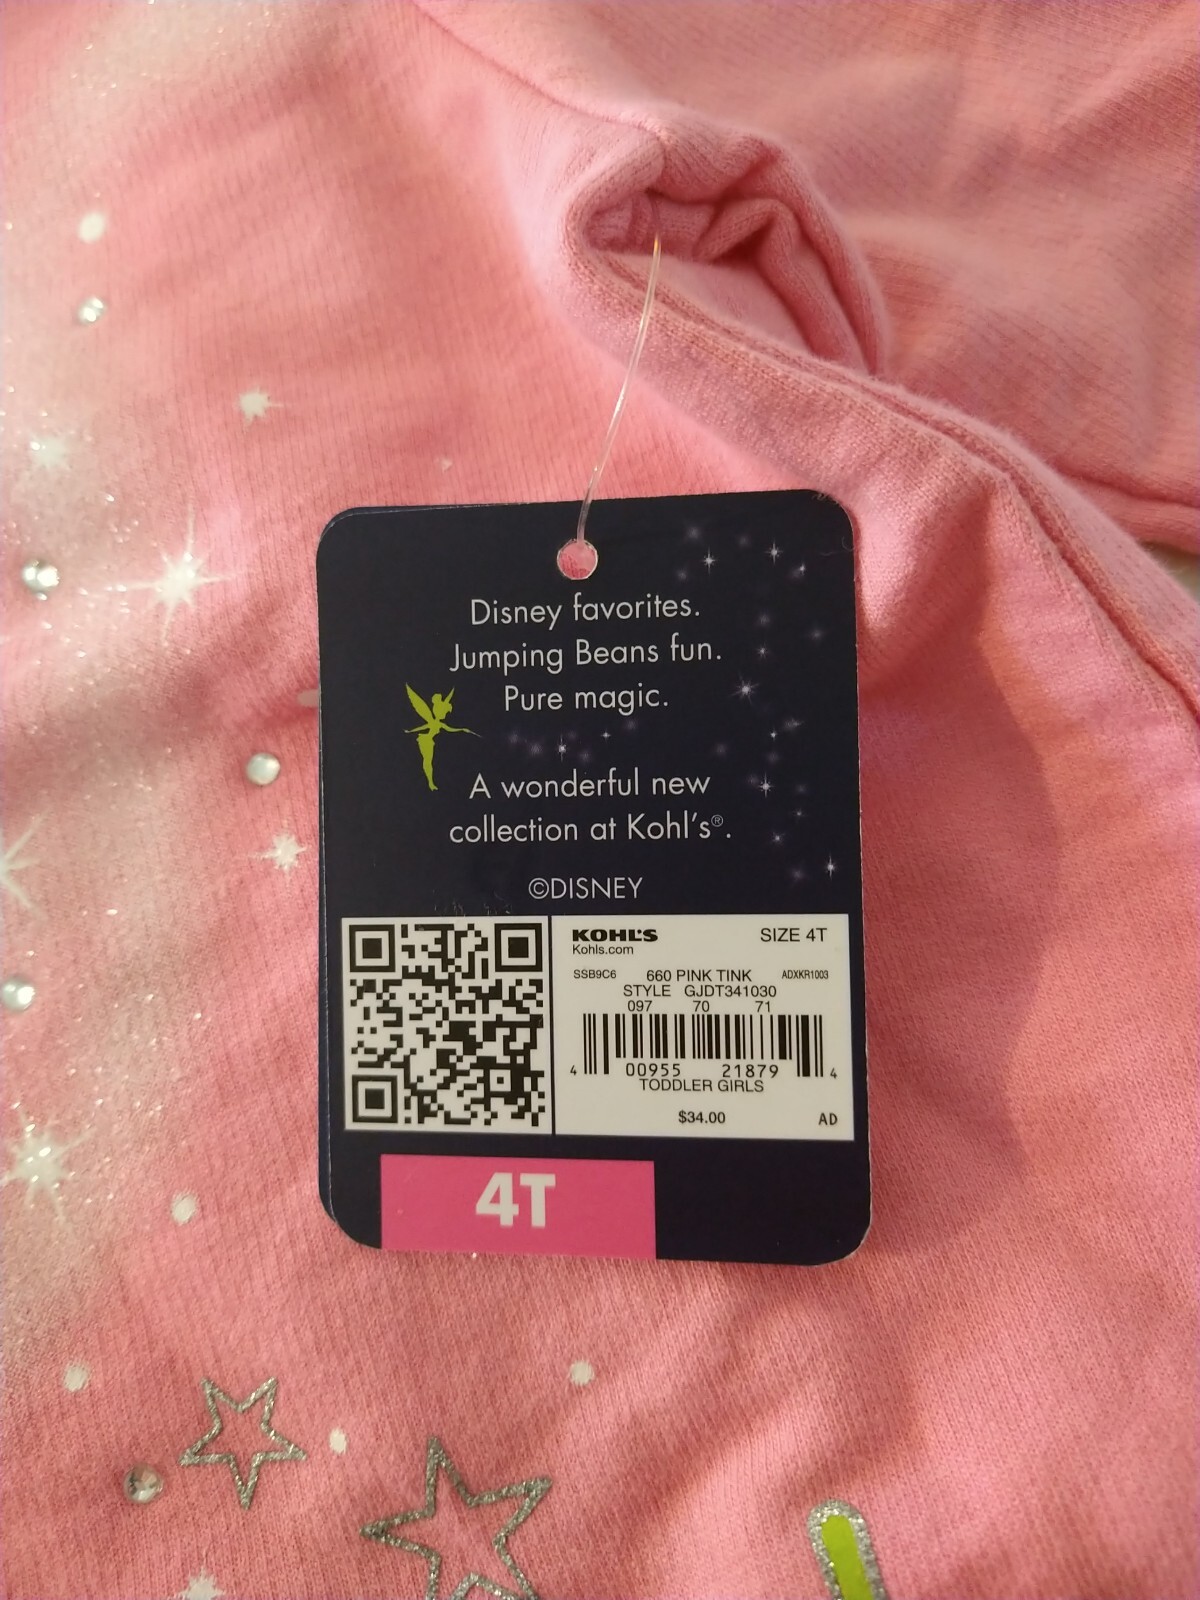 Disney favorites.
Jumping Beans fun.
Pure magic.
A wonderful new
collection at Kohl's®.
©DISNEY
KOHL'S SIZE 4T
Kohls.com
SSB9C6 660 PINK TINK ADXKR1003
STYLE GJDT341030
097 70 71
4 00955 21879 4
TODDLER GIRLS
$34.00 AD
4T